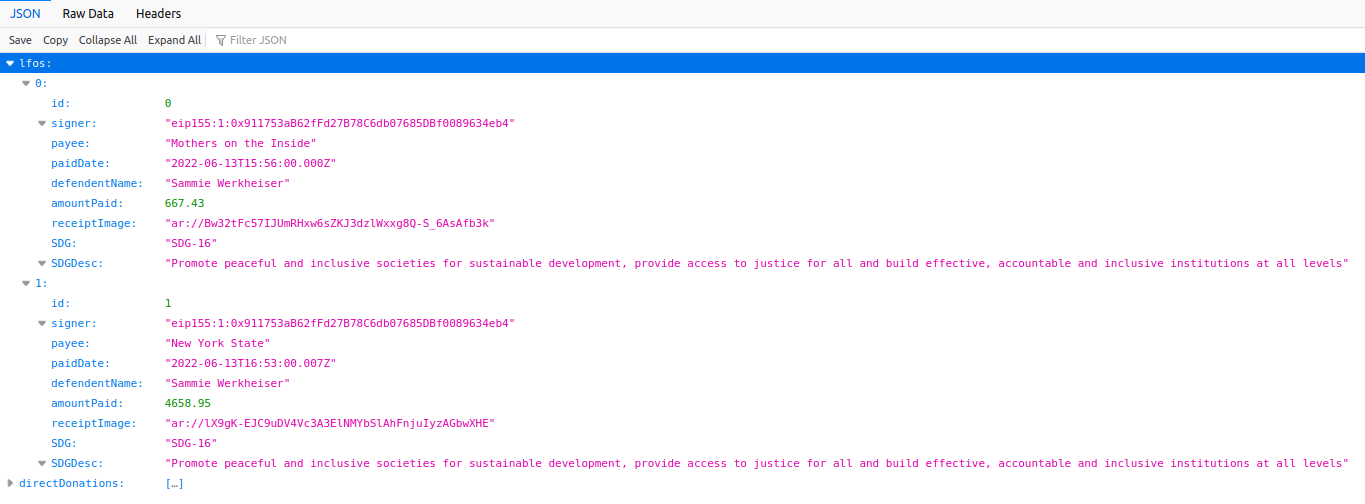 JSON Raw Data Headers
Save Copy Collapse All Expand All Filter JSON
lfos:
0:
id: 0
signer: "eip155:1:0x911753aB62fFd27B78C6db07685DBf0089634eb4"
payee: "Mothers on the Inside"
paidDate: "2022-06-13T15:56:00.000Z"
defendentName: "Sammie Werkheiser"
amountPaid: 667.43
receiptImage: "ar://Bw32tFc57IJUmRHxw6sZKJ3dzlWxxg8Q-S_6AsAfb3k"
SDG: "SDG-16"
SDGDesc: "Promote peaceful and inclusive societies for sustainable development, provide access to justice for all and build effective, accountable and inclusive institutions at all levels"
1:
id: 1
signer: "eip155:1:0x911753aB62fFd27B78C6db07685DBf0089634eb4"
payee: "New York State"
paidDate: "2022-06-13T16:53:00.007Z"
defendentName: "Sammie Werkheiser"
amountPaid: 4658.95
receiptImage: "ar://lX9gK-EJC9uDV4Vc3A3ElNMYbSlAhFnjuIyzAGbwXHE"
SDG: "SDG-16"
SDGDesc: "Promote peaceful and inclusive societies for sustainable development, provide access to justice for all and build effective, accountable and inclusive institutions at all levels"
directDonations: […]